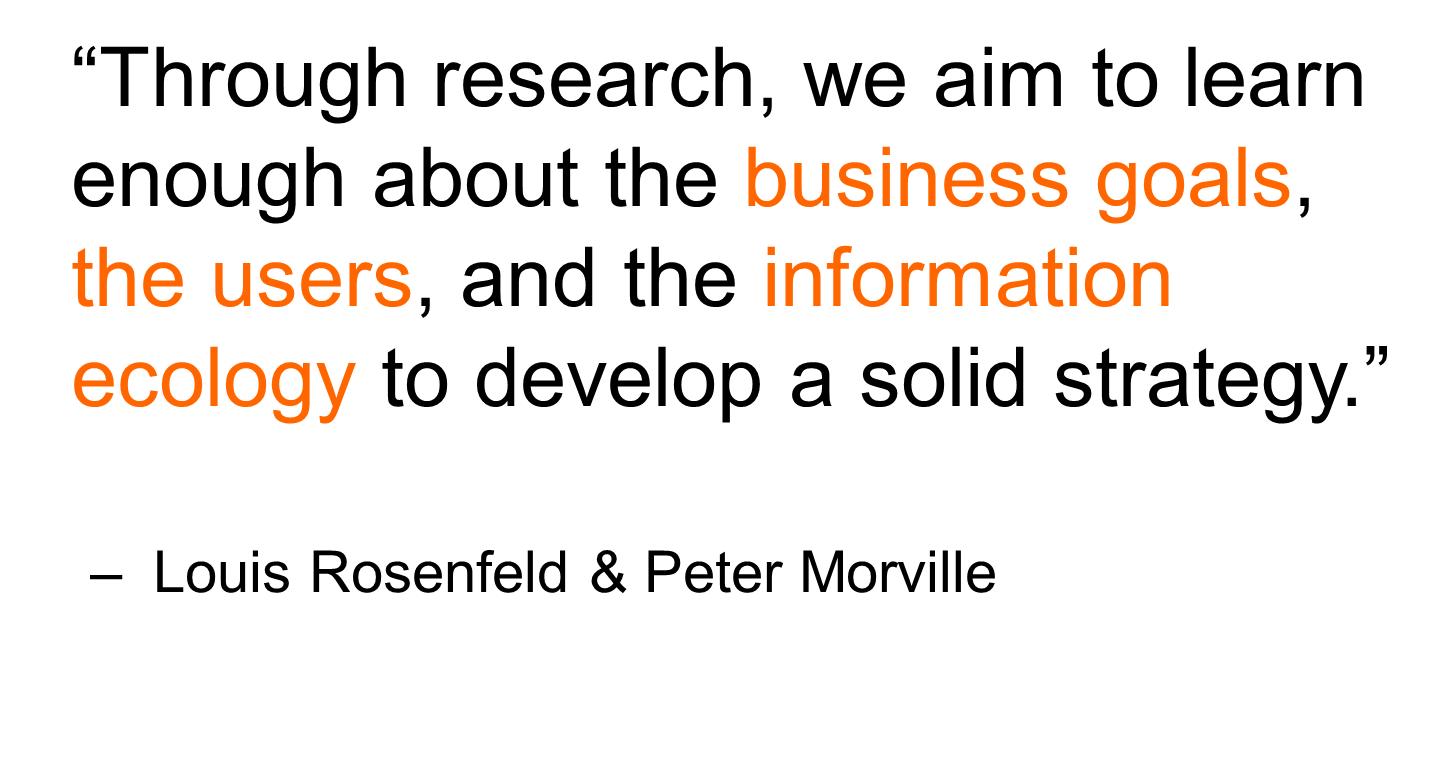 “Through research, we aim to learn
enough about the business goals,
the users, and the information
ecology to develop a solid strategy.”
– Louis Rosenfeld & Peter Morville